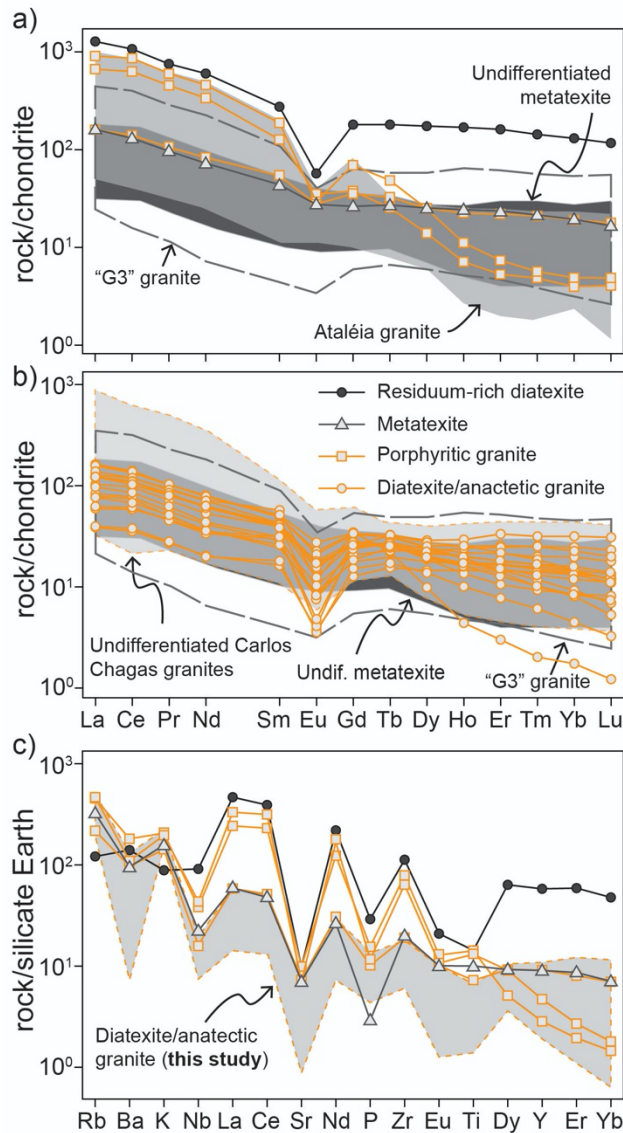 a)
10³
10²
10¹
10⁰
rock/chondrite
Undifferentiated
metatexite
“G3” granite
Ataléia granite
b)
10³
10²
10¹
10⁰
rock/chondrite
Residuum-rich diatexite
Metatexite
Porphyritic granite
Diatexite/anactetic granite
Undifferentiated Carlos
Chagas granites
Undif. metatexite
“G3” granite
La Ce Pr Nd Sm Eu Gd Tb Dy Ho Er Tm Yb Lu
c)
10³
10²
10¹
10⁰
rock/silicate Earth
Diatexite/anatectic
granite (this study)
Rb Ba K Nb La Ce Sr Nd P Zr Eu Ti Dy Y Er Yb